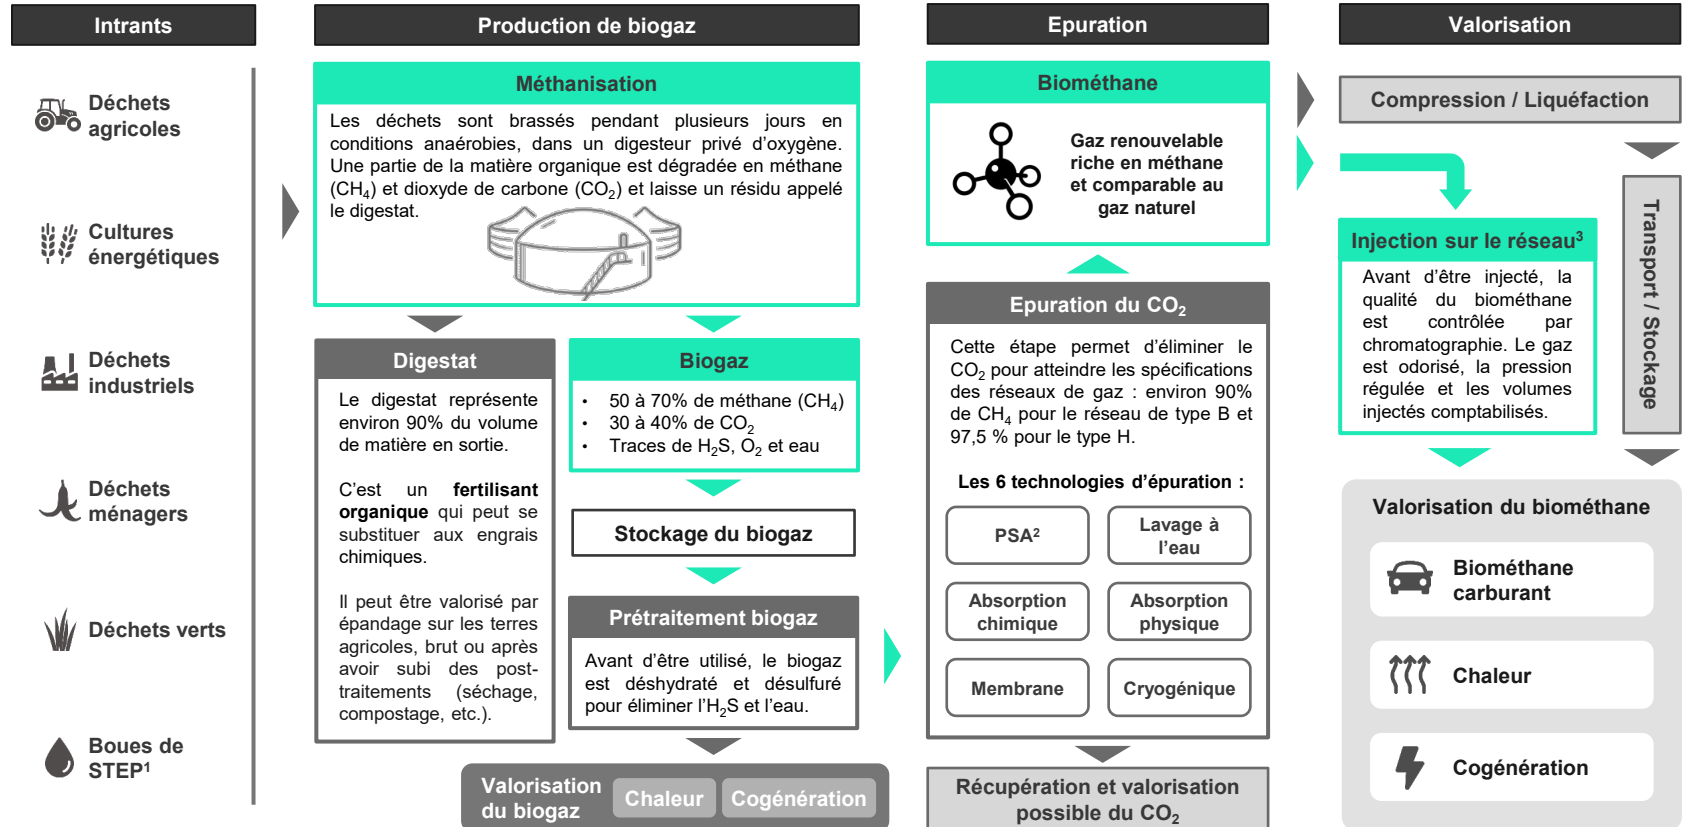 Intrants
Déchets
agricoles
Cultures
énergétiques
Déchets
industriels
Déchets
ménagers
Déchets verts
Boues de
STEP¹
Production de biogaz
Méthanisation
Les déchets sont brassés pendant plusieurs jours en
conditions anaérobies, dans un digesteur privé d’oxygène.
Une partie de la matière organique est dégradée en méthane
(CH₄) et dioxyde de carbone (CO₂) et laisse un résidu appelé
le digestat.
Digestat
Le digestat représente
environ 90% du volume
de matière en sortie.
C’est un fertilisant
organique qui peut se
substituer aux engrais
chimiques.
Il peut être valorisé par
épandage sur les terres
agricoles, brut ou après
avoir subi des post-
traitements (séchage,
compostage, etc.).
Biogaz
• 50 à 70% de méthane (CH₄)
• 30 à 40% de CO₂
• Traces de H₂S, O₂ et eau
Stockage du biogaz
Prétraitement biogaz
Avant d’être utilisé, le biogaz
est déshydraté et désulfuré
pour éliminer l’H₂S et l’eau.
Valorisation
du biogaz
Chaleur
Cogénération
Epuration
Biométhane
Gaz renouvelable
riche en méthane
et comparable au
gaz naturel
Epuration du CO₂
Cette étape permet d’éliminer le
CO₂ pour atteindre les spécifications
des réseaux de gaz : environ 90%
de CH₄ pour le réseau de type B et
97,5 % pour le type H.
Les 6 technologies d’épuration :
PSA²
Lavage à
l’eau
Absorption
chimique
Absorption
physique
Membrane
Cryogénique
Récupération et valorisation
possible du CO₂
Valorisation
Compression / Liquéfaction
Injection sur le réseau³
Avant d’être injecté, la
qualité du biométhane
est contrôlée par
chromatographie. Le gaz
est odorisé, la pression
régulée et les volumes
injectés comptabilisés.
Transport / Stockage
Valorisation du biométhane
Biométhane
carburant
Chaleur
Cogénération